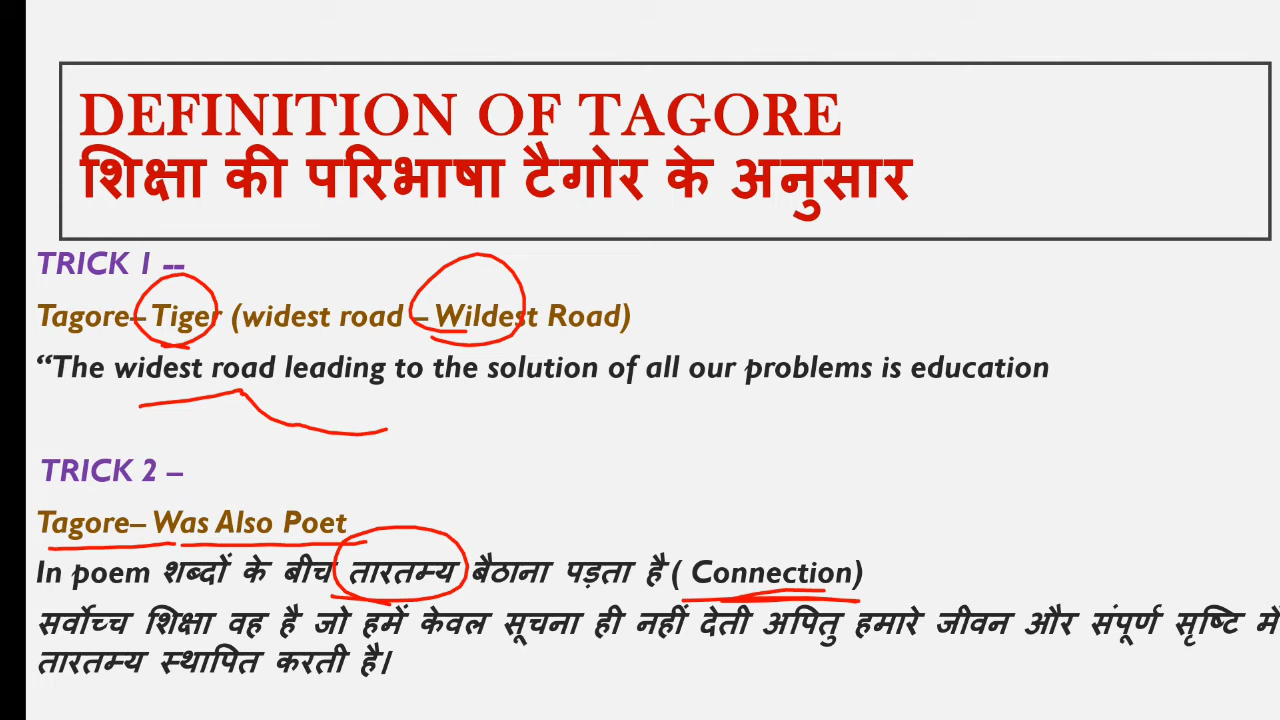 DEFINITION OF TAGORE
शिक्षा की परिभाषा टैगोर के अनुसार
TRICK 1 --
Tagore– Tiger (widest road – Wildest Road)
“The widest road leading to the solution of all our problems is education
TRICK 2 –
Tagore– Was Also Poet
In poem शब्दों के बीच तारतम्य बैठाना पड़ता है ( Connection)
सर्वोच्च शिक्षा वह है जो हमें केवल सूचना ही नहीं देती अपितु हमारे जीवन और संपूर्ण सृष्टि में
तारतम्य स्थापित करती है।